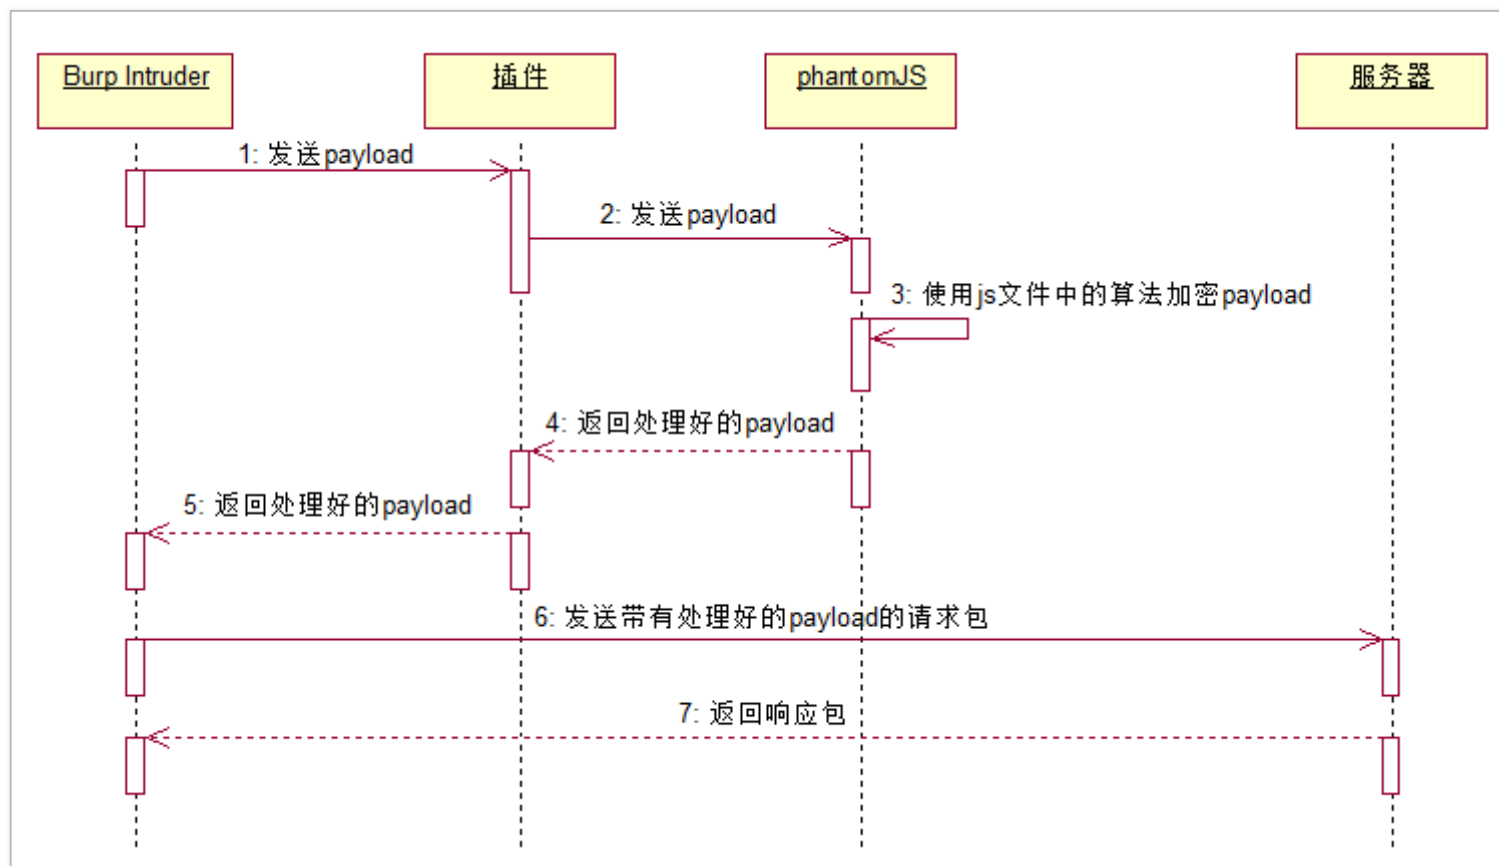 Burp Intruder
插件
phantomJS
服务器
1: 发送payload
2: 发送payload
3: 使用js文件中的算法加密payload
4: 返回处理好的payload
5: 返回处理好的payload
6: 发送带有处理好的payload的请求包
7: 返回响应包